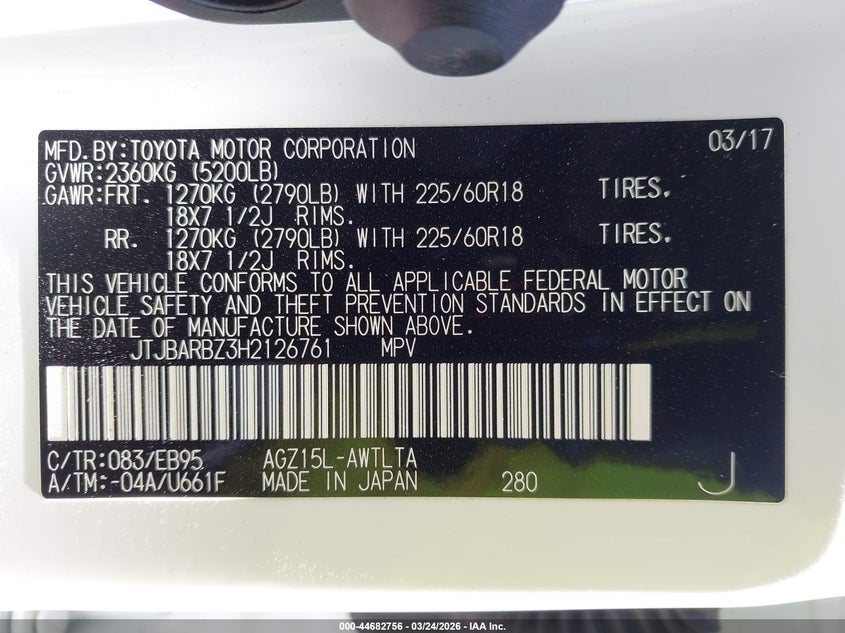 MFD.BY:TOYOTA MOTOR CORPORATION 03/17
GVWR:2360KG (5200LB)
GAWR:FRT. 1270KG (2790LB) WITH 225/60R18 TIRES.
18X7 1/2J RIMS.
RR. 1270KG (2790LB) WITH 225/60R18 TIRES.
18X7 1/2J RIMS.
THIS VEHICLE CONFORMS TO ALL APPLICABLE FEDERAL MOTOR
VEHICLE SAFETY AND THEFT PREVENTION STANDARDS IN EFFECT ON
THE DATE OF MANUFACTURE SHOWN ABOVE.
JTJBARBZ3H2126761 MPV
C/TR:083/EB95 AGZ15L-AWTLTA
A/TM:-04A/U661F MADE IN JAPAN 280 J
000-44682756 - 03/24/2026 - IAA Inc.